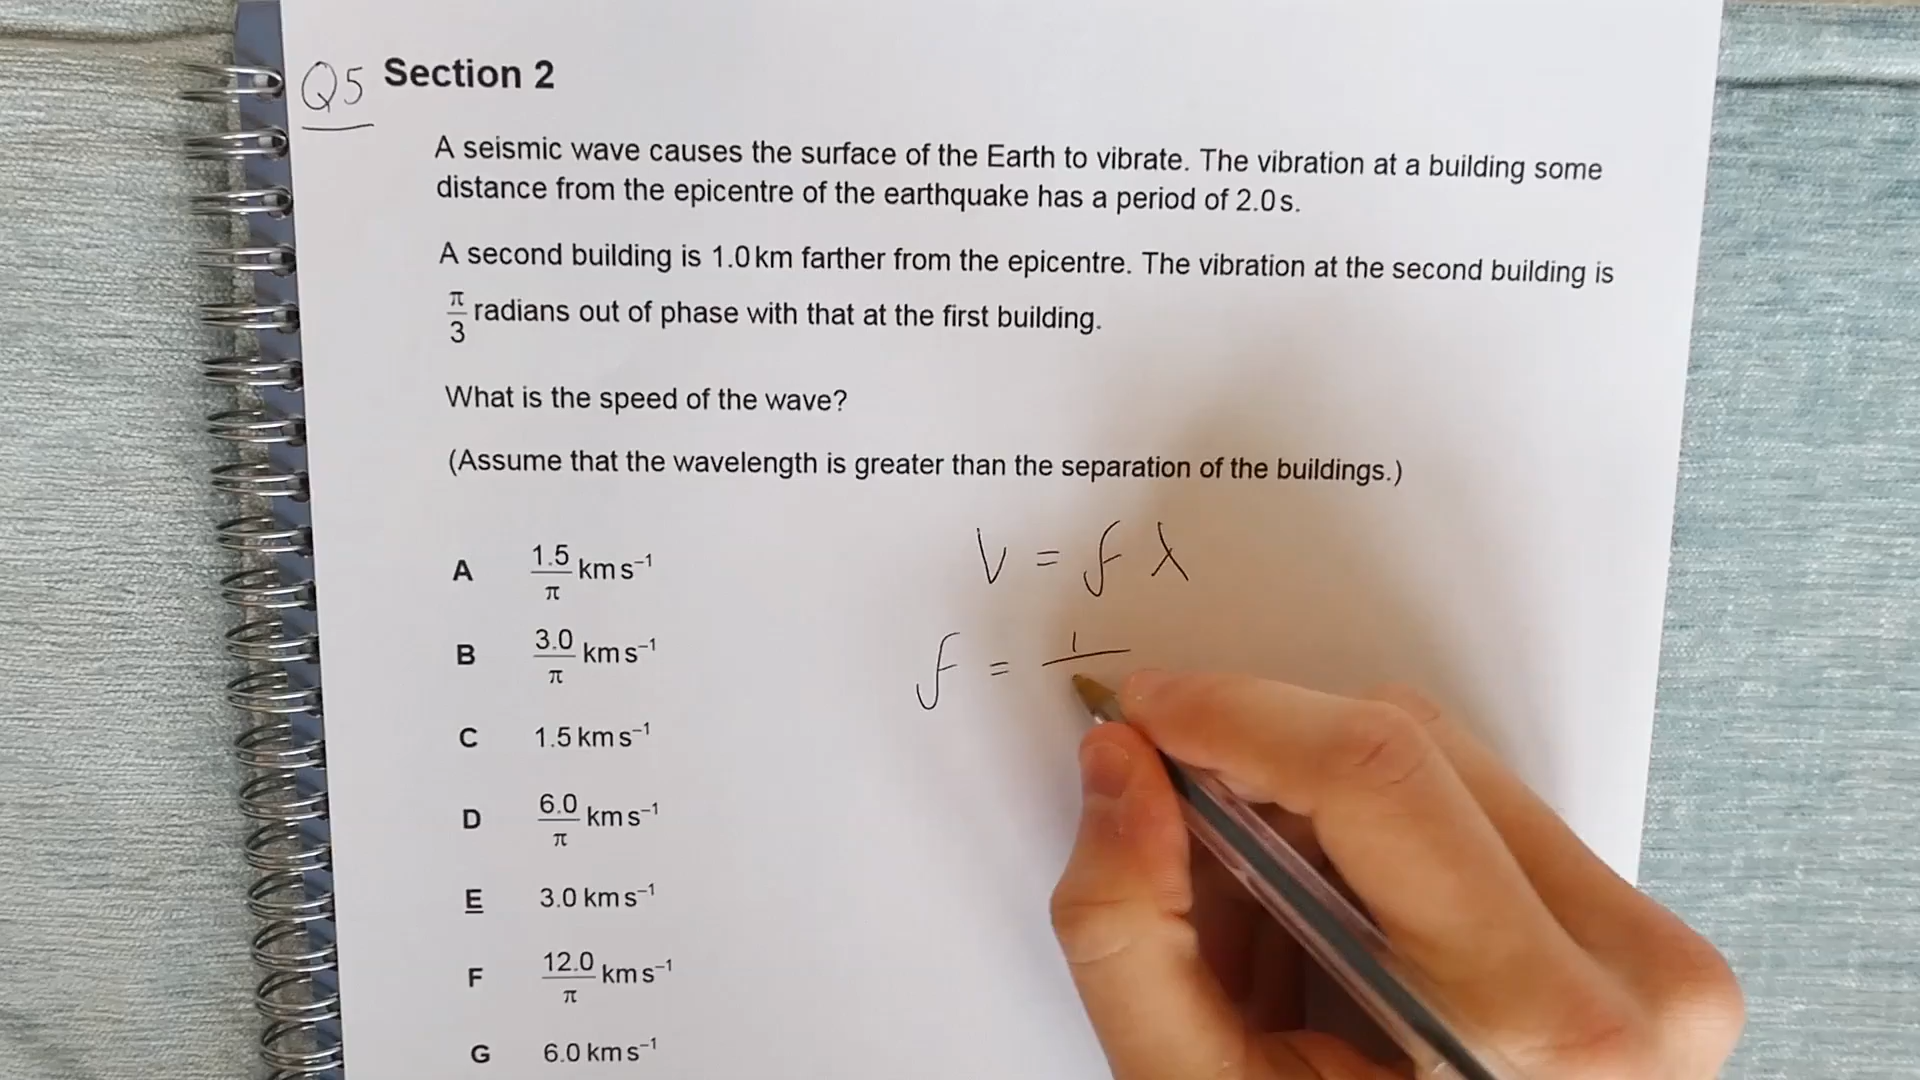 Q5 Section 2
A seismic wave causes the surface of the Earth to vibrate. The vibration at a building some
distance from the epicentre of the earthquake has a period of 2.0 s.
A second building is 1.0 km farther from the epicentre. The vibration at the second building is
π/3 radians out of phase with that at the first building.
What is the speed of the wave?
(Assume that the wavelength is greater than the separation of the buildings.)
V = f λ
A 1.5/π km s⁻¹
f = 1/
B 3.0/π km s⁻¹
C 1.5 km s⁻¹
D 6.0/π km s⁻¹
E 3.0 km s⁻¹
F 12.0/π km s⁻¹
G 6.0 km s⁻¹